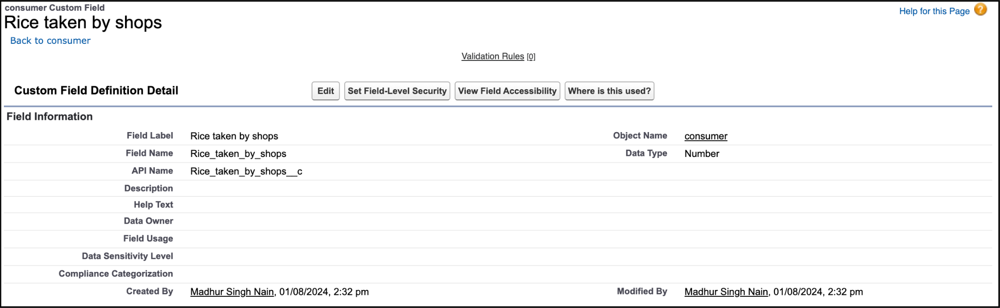 consumer Custom Field
Rice taken by shops
Help for this Page ?
Back to consumer
Validation Rules [0]
Custom Field Definition Detail
Edit Set Field-Level Security View Field Accessibility Where is this used?
Field Information
Field Label Rice taken by shops Object Name consumer
Field Name Rice_taken_by_shops Data Type Number
API Name Rice_taken_by_shops__c
Description
Help Text
Data Owner
Field Usage
Data Sensitivity Level
Compliance Categorization
Created By Madhur Singh Nain, 01/08/2024, 2:32 pm Modified By Madhur Singh Nain, 01/08/2024, 2:32 pm